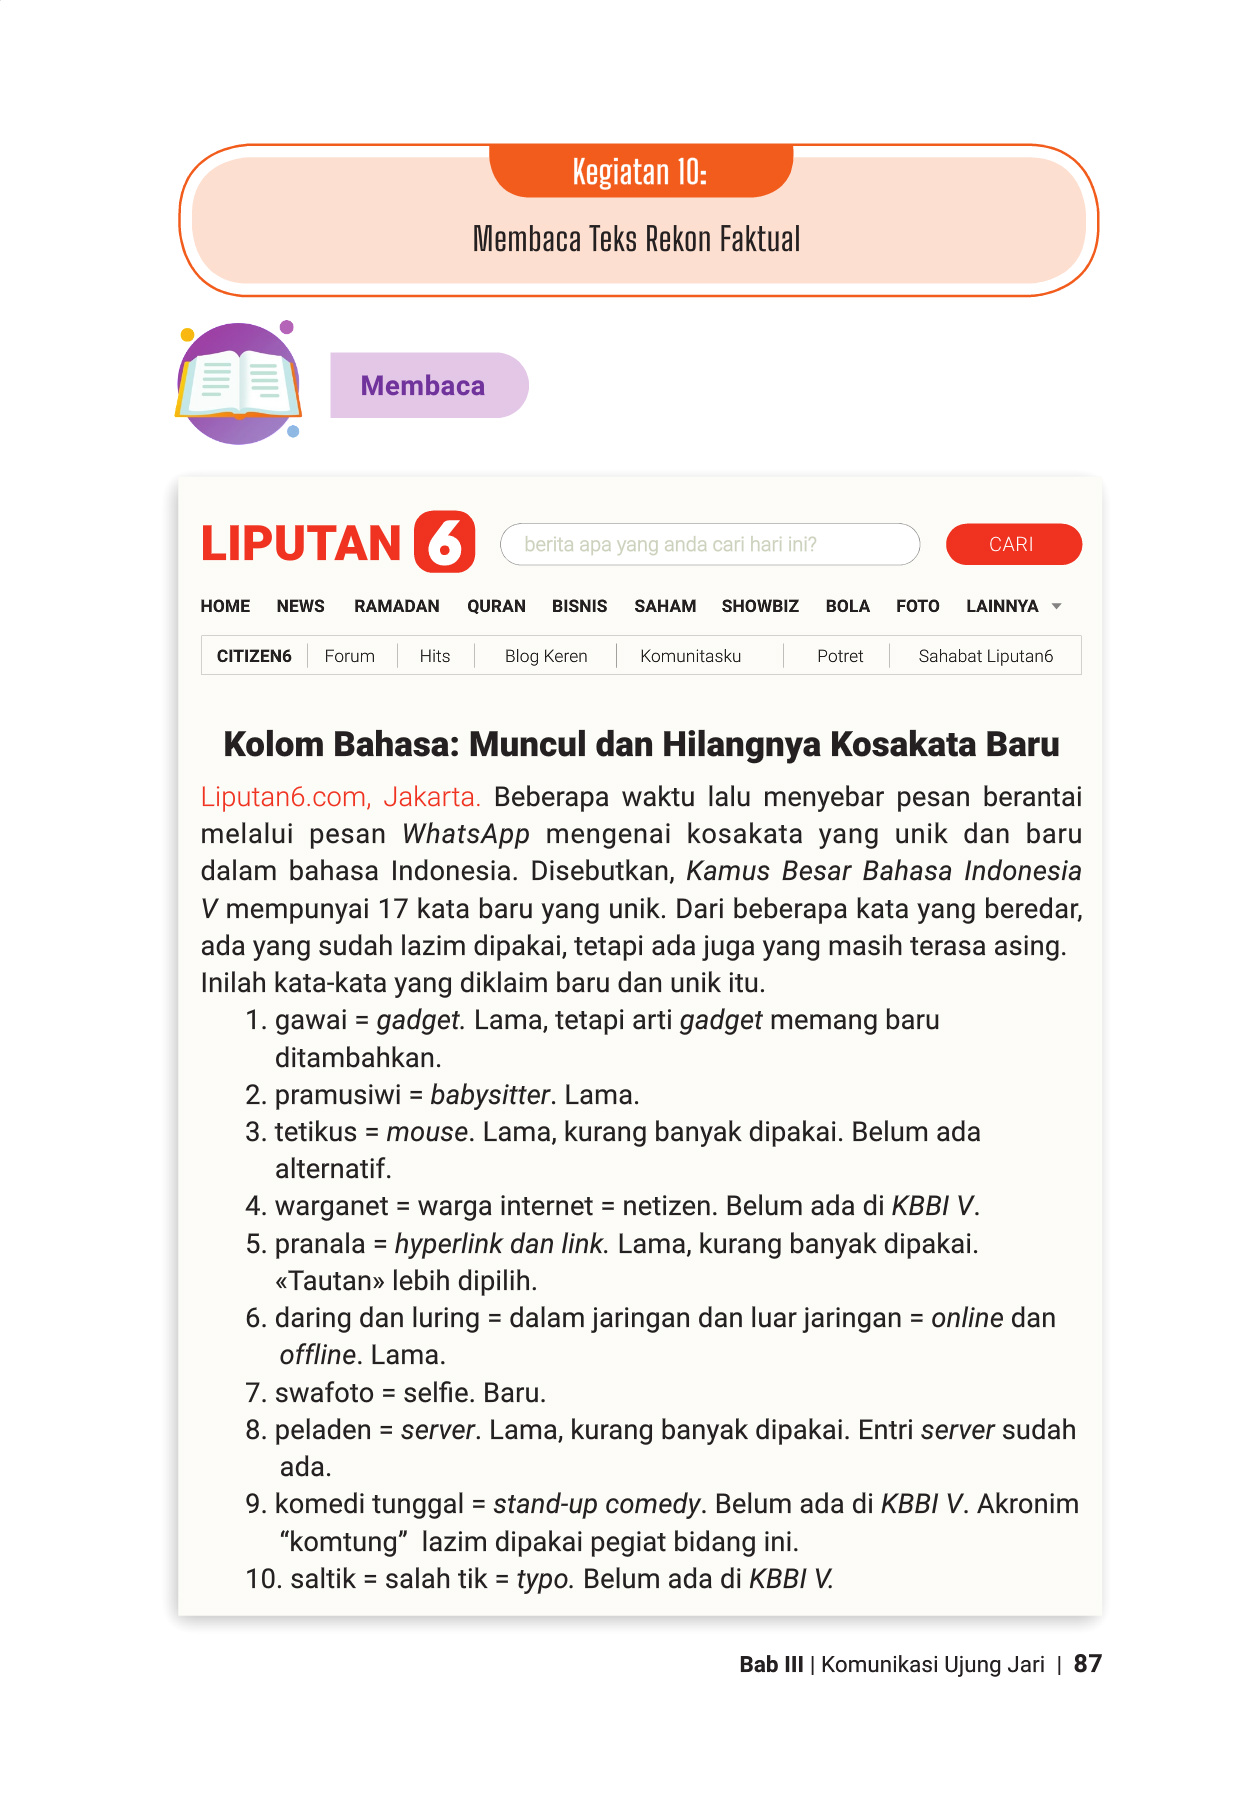 Kegiatan 10:
Membaca Teks Rekon Faktual
Membaca
LIPUTAN 6
berita apa yang anda cari hari ini?
CARI
HOME NEWS RAMADAN QURAN BISNIS SAHAM SHOWBIZ BOLA FOTO LAINNYA
CITIZEN6 Forum Hits Blog Keren Komunitasku Potret Sahabat Liputan6
Kolom Bahasa: Muncul dan Hilangnya Kosakata Baru
Liputan6.com, Jakarta. Beberapa waktu lalu menyebar pesan berantai
melalui pesan WhatsApp mengenai kosakata yang unik dan baru
dalam bahasa Indonesia. Disebutkan, Kamus Besar Bahasa Indonesia
V mempunyai 17 kata baru yang unik. Dari beberapa kata yang beredar,
ada yang sudah lazim dipakai, tetapi ada juga yang masih terasa asing.
Inilah kata-kata yang diklaim baru dan unik itu.
1. gawai = gadget. Lama, tetapi arti gadget memang baru
ditambahkan.
2. pramusiwi = babysitter. Lama.
3. tetikus = mouse. Lama, kurang banyak dipakai. Belum ada
alternatif.
4. warganet = warga internet = netizen. Belum ada di KBBI V.
5. pranala = hyperlink dan link. Lama, kurang banyak dipakai.
«Tautan» lebih dipilih.
6. daring dan luring = dalam jaringan dan luar jaringan = online dan
offline. Lama.
7. swafoto = selfie. Baru.
8. peladen = server. Lama, kurang banyak dipakai. Entri server sudah
ada.
9. komedi tunggal = stand-up comedy. Belum ada di KBBI V. Akronim
“komtung” lazim dipakai pegiat bidang ini.
10. saltik = salah tik = typo. Belum ada di KBBI V.
Bab III | Komunikasi Ujung Jari | 87